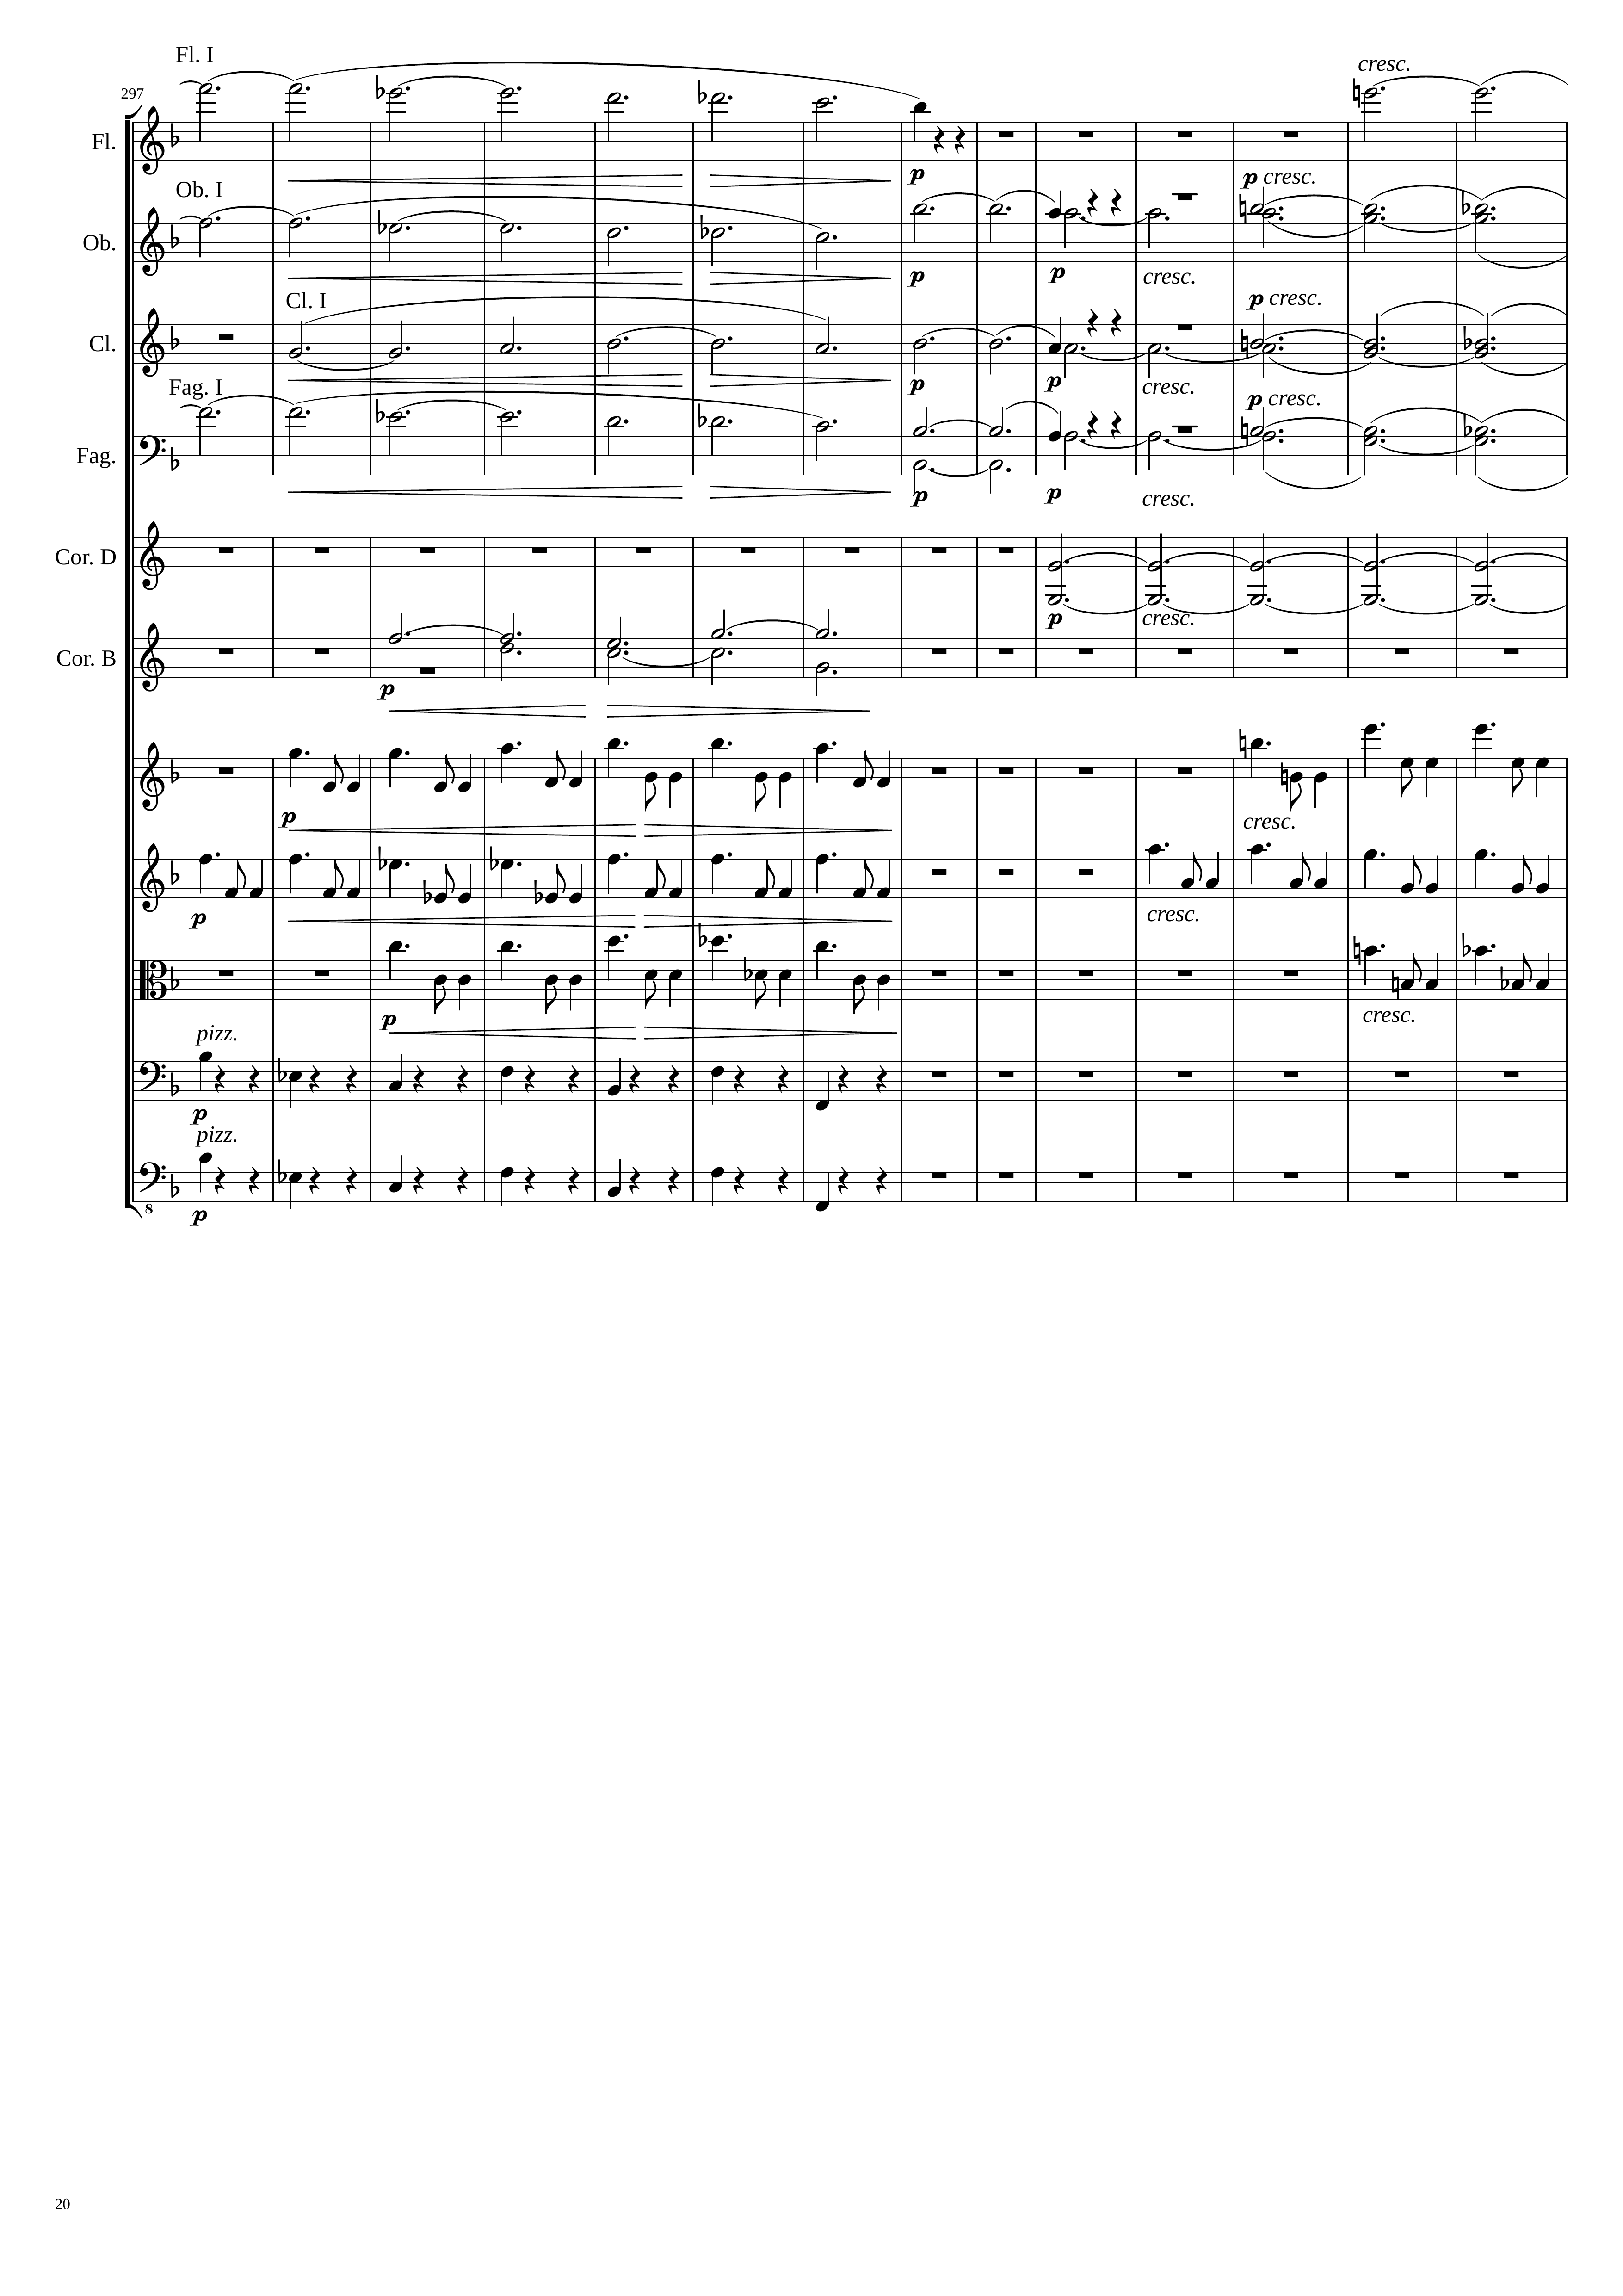 Fl. I
cresc.
297
Fl.
p
p cresc.
Ob. I
Ob.
p
p
cresc.
Cl. I
p cresc.
Cl.
p
p
cresc.
Fag. I
p cresc.
Fag.
p
p
cresc.
Cor. D
p
cresc.
Cor. B
p
p
cresc.
p
cresc.
p
cresc.
pizz.
p
pizz.
8
p
20